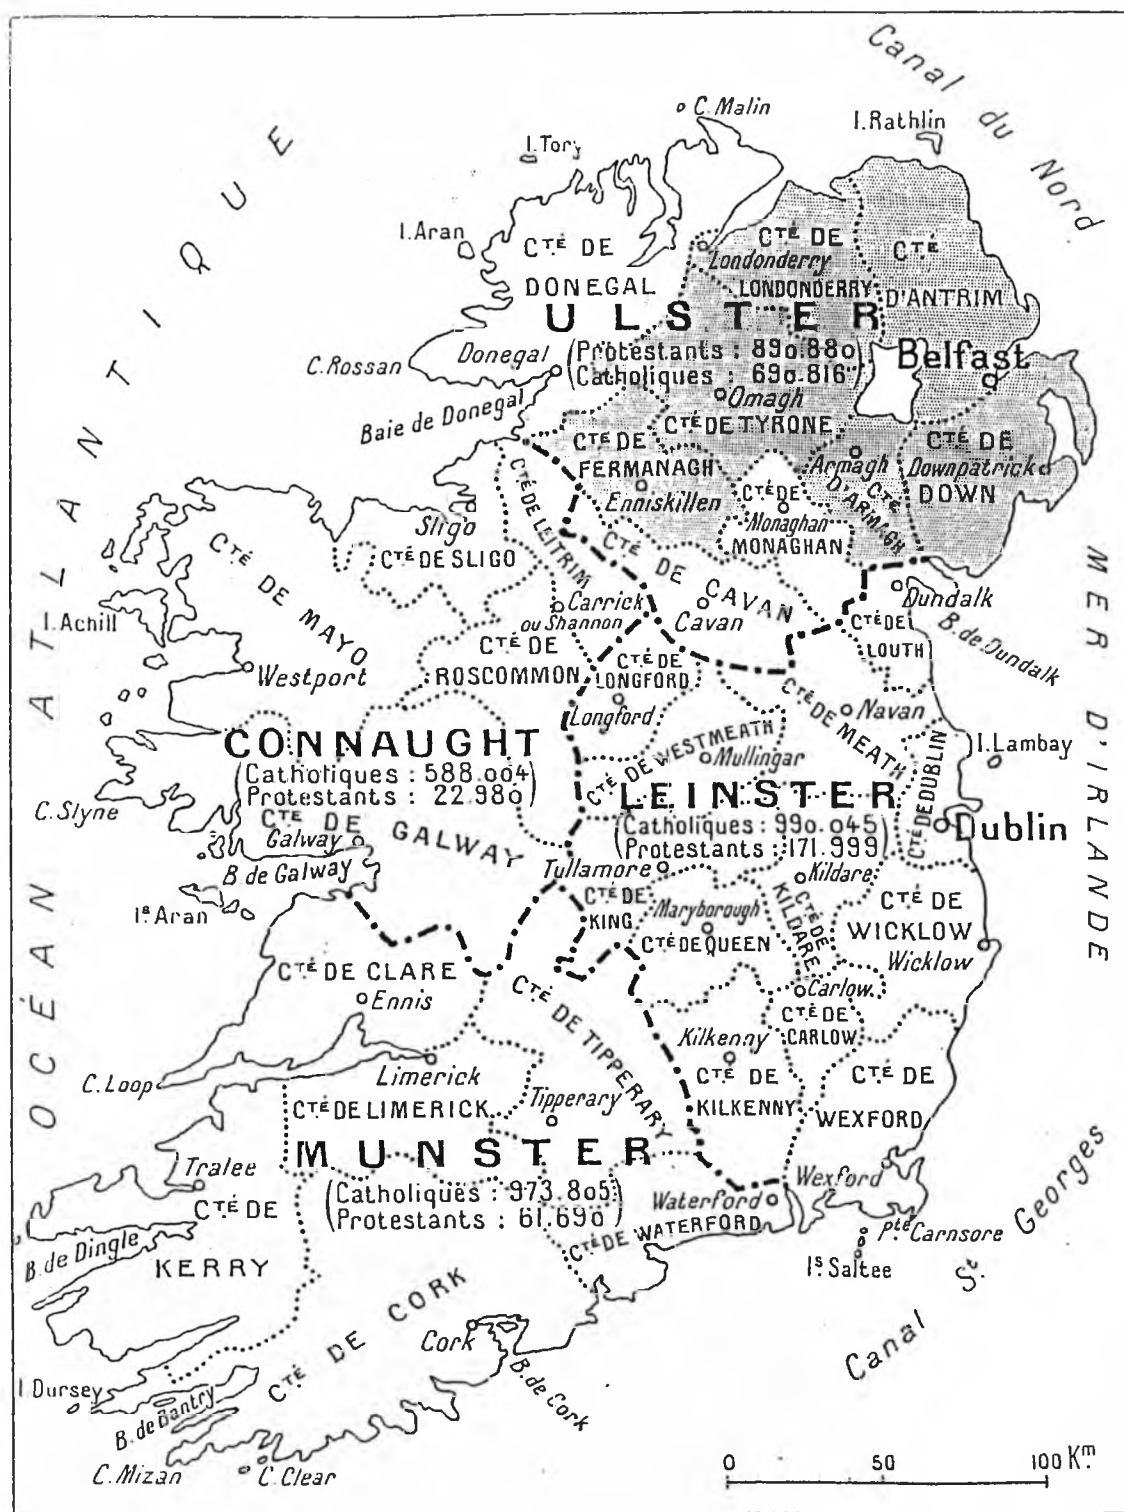 Canal du Nord
C. Malin
I. Rathlin
I. Tory
I. Aran
CTÉ DE
DONEGAL
CTÉ DE
Londonderry
LONDONDERRY
CTÉ
D'ANTRIM
ULSTER
(Protestants : 890.880)
(Catholiques : 690.816)
Belfast
C. Rossan
Donegal
Baie de Donegal
Omagh
CTÉ DE TYRONE
CTÉ DE
FERMANAGH
Enniskillen
CTÉ DE
Monaghan
MONAGHAN
Armagh
CTÉ
D'ARMAGH
CTÉ DE
Downpatrick
DOWN
OCÉAN ATLANTIQUE
MER D'IRLANDE
CTÉ DE LEITRIM
Sligo
CTÉ DE SLIGO
CTÉ DE MAYO
I. Achill
Westport
Carrick
ou Shannon
CTÉ DE
ROSCOMMON
CTÉ DE CAVAN
Cavan
Dundalk
B. de Dundalk
CTÉ DE
LOUTH
CTÉ DE
LONGFORD
Longford
CTÉ DE MEATH
Navan
CTÉ DE WESTMEATH
Mullingar
CTÉ DE DUBLIN
I. Lambay
Dublin
CONNAUGHT
(Catholiques : 588.004)
(Protestants : 22.980)
C. Slyne
CTÉ DE GALWAY
Galway
B. de Galway
Is Aran
LEINSTER
(Catholiques : 990.045)
(Protestants : 171.999)
Tullamore
CTÉ DE
KING
Maryborough
CTÉ DE QUEEN
Kildare
CTÉ DE
KILDARE
CTÉ DE
WICKLOW
Wicklow
CTÉ DE CLARE
Ennis
CTÉ DE TIPPERARY
Carlow
CTÉ DE
CARLOW
Kilkenny
CTÉ DE
KILKENNY
CTÉ DE
WEXFORD
C. Loop
Limerick
CTÉ DE LIMERICK
Tipperary
MUNSTER
(Catholiques : 973.805)
(Protestants : 61.690)
Tralee
CTÉ DE
KERRY
B. de Dingle
Waterford
CTÉ DE WATERFORD
Wexford
Pte Carnsore
Is Saltee
Canal St Georges
CTÉ DE CORK
Cork
B. de Cork
I. Dursey
B. de Bantry
C. Mizan
C. Clear
0 50 100 Km